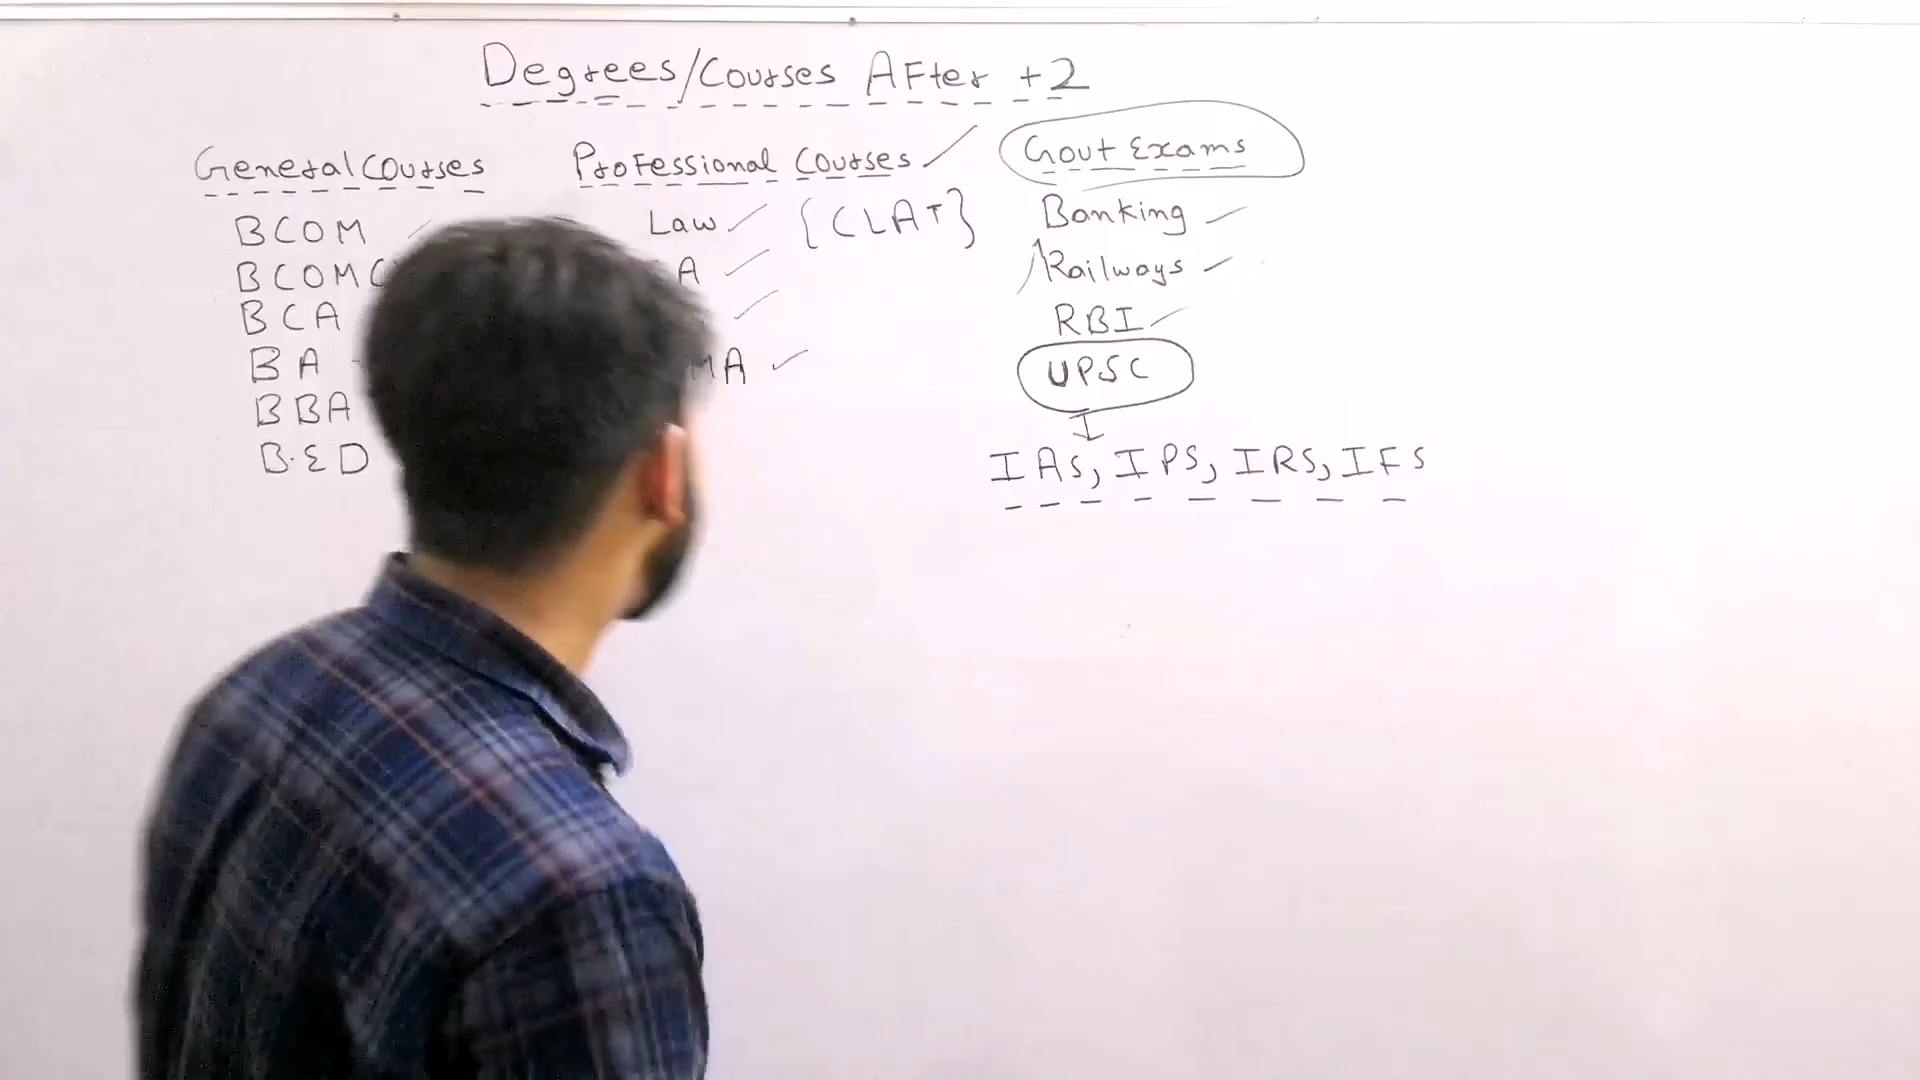 Degrees/Courses AFter +2
General Courses
BCOM
BCOM
BCA
BA
BBA
B.ED
Professional Courses
Law {CLAT}
Govt Exams
Banking
Railways
RBI
UPSC
IAS, IPS, IRS, IFS